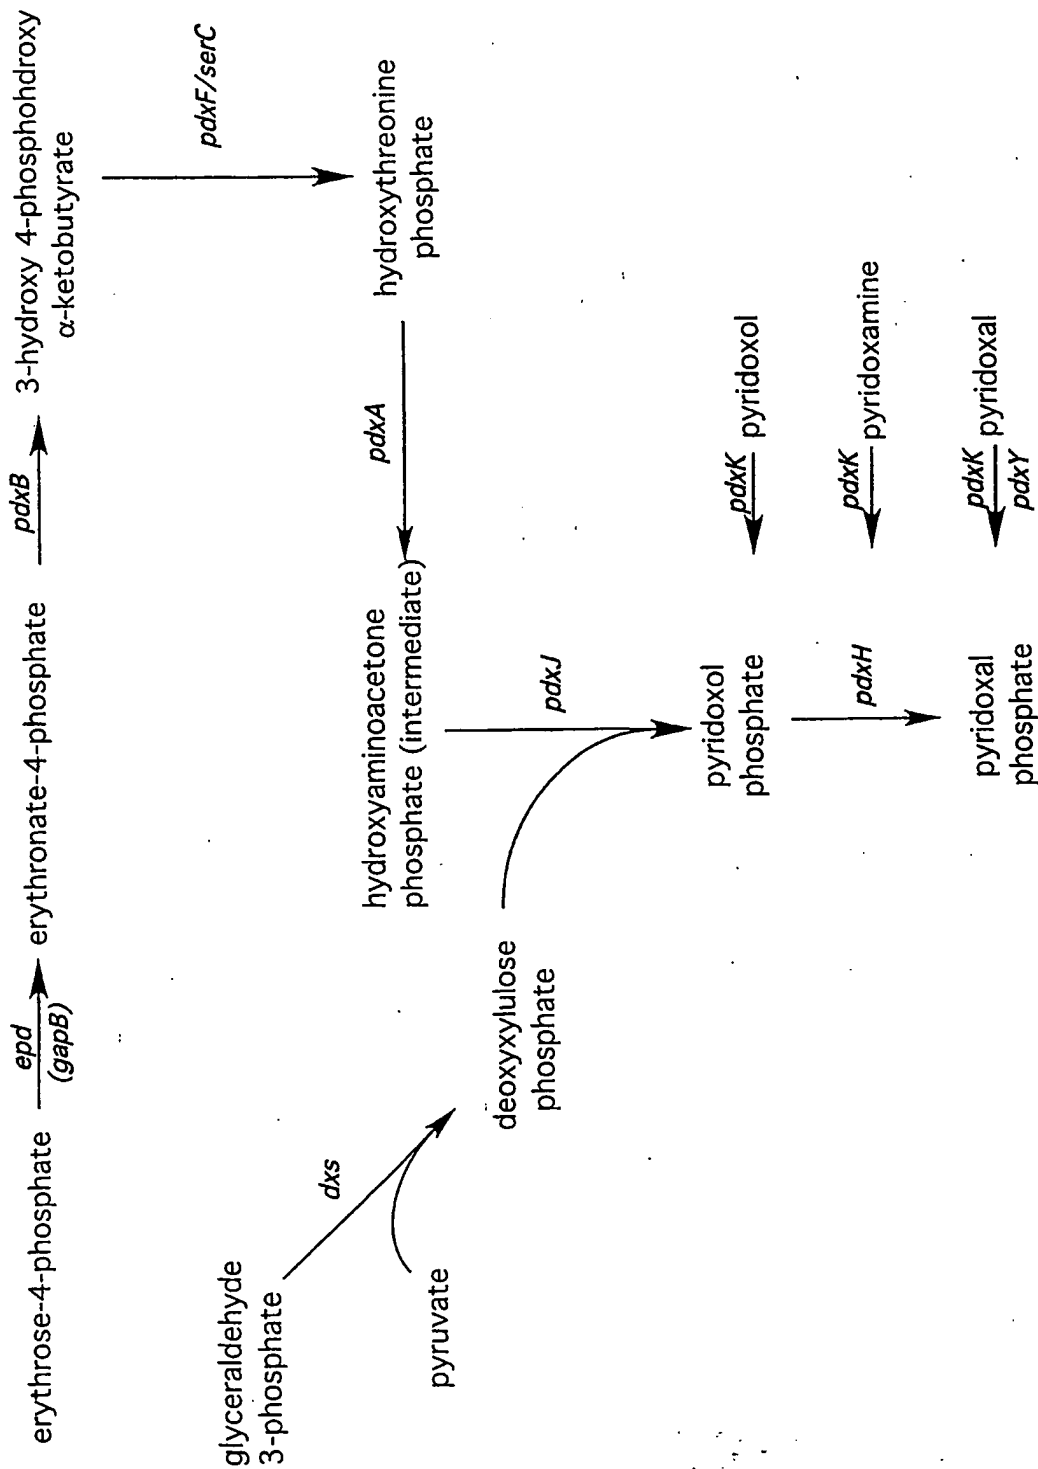 erythrose-4-phosphate
epd
(gapB)
erythronate-4-phosphate
pdxB
3-hydroxy 4-phosphohdroxy
α-ketobutyrate
pdxF/serC
hydroxythreonine
phosphate
pdxA
hydroxyaminoacetone
phosphate (intermediate)
glyceraldehyde
3-phosphate
dxs
pyruvate
deoxyxylulose
phosphate
pdxJ
pyridoxol
phosphate
pdxK
pyridoxol
pdxH
pdxK
pyridoxamine
pyridoxal
phosphate
pdxK
pdxY
pyridoxal